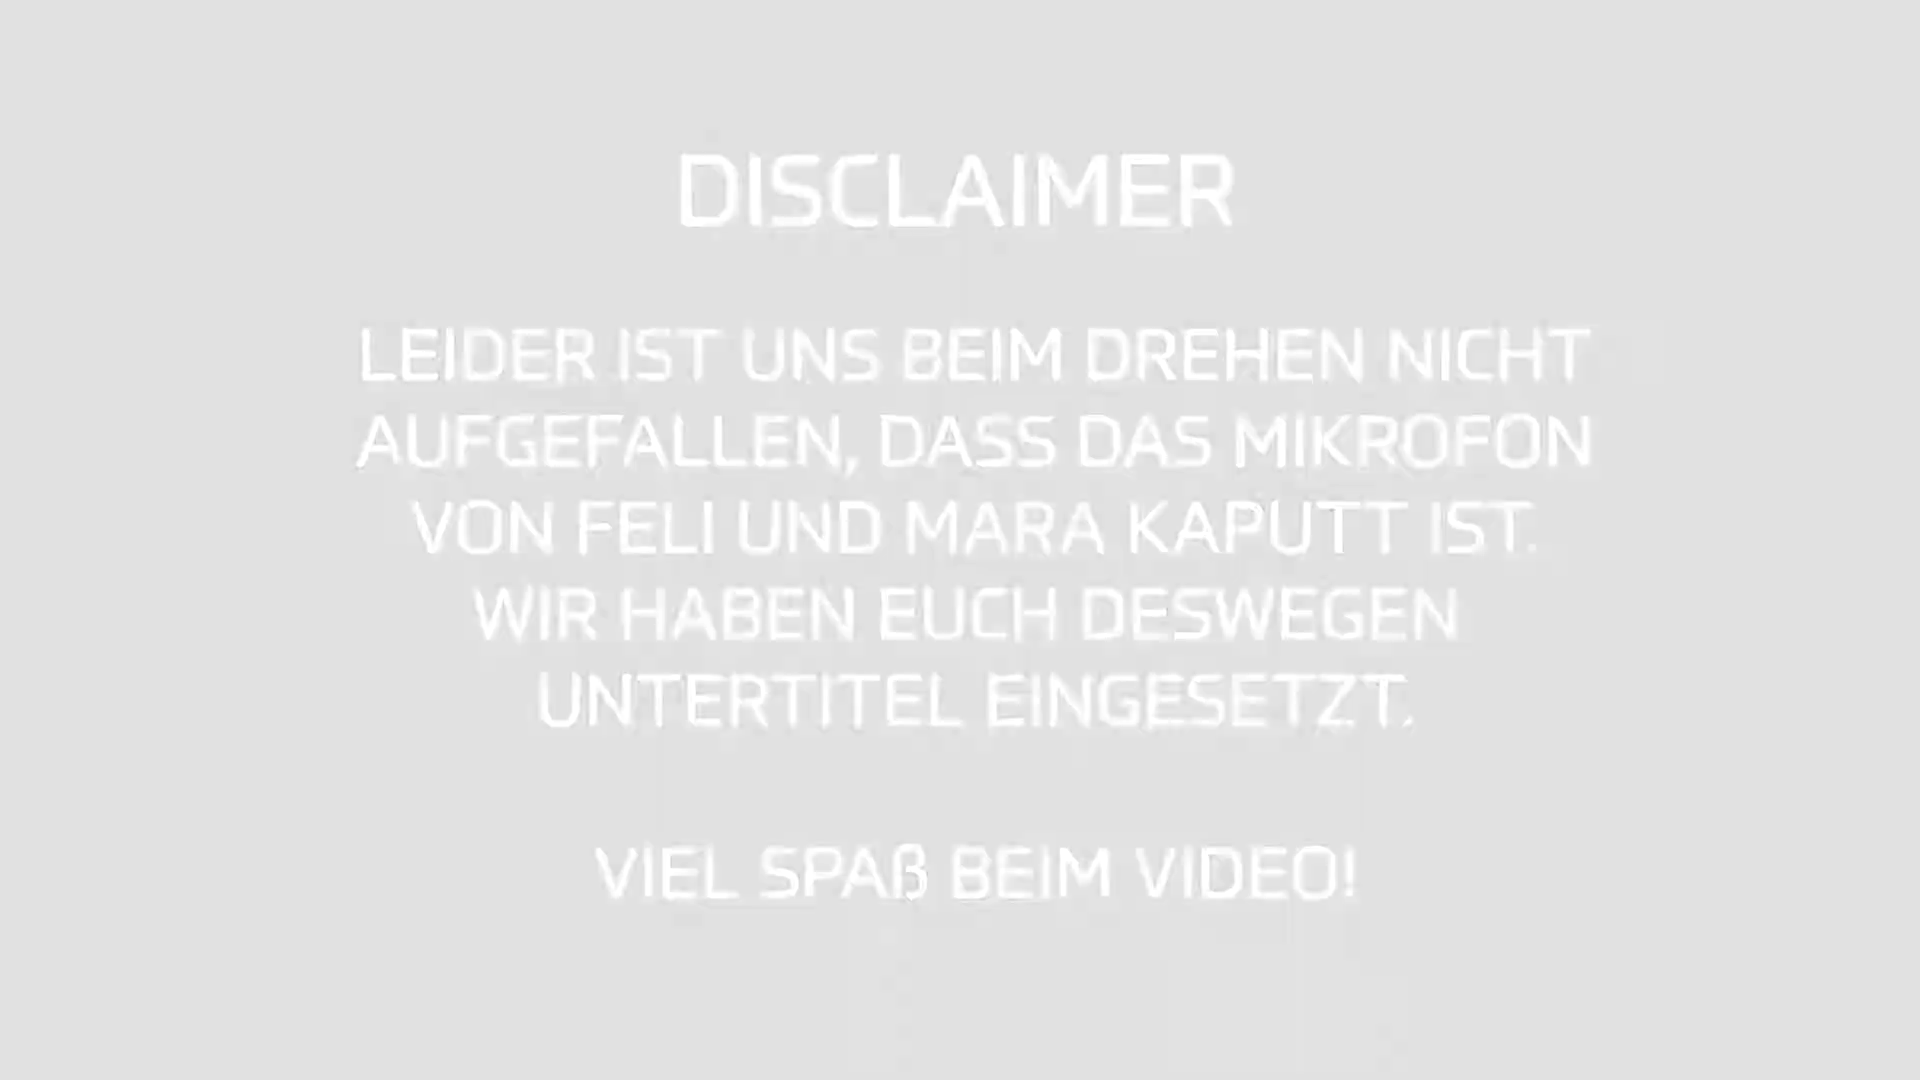 DISCLAIMER
LEIDER IST UNS BEIM DREHEN NICHT
AUFGEFALLEN, DASS DAS MIKROFON
VON FELI UND MARA KAPUTT IST.
WIR HABEN EUCH DESWEGEN
UNTERTITEL EINGESETZT.
VIEL SPAß BEIM VIDEO!